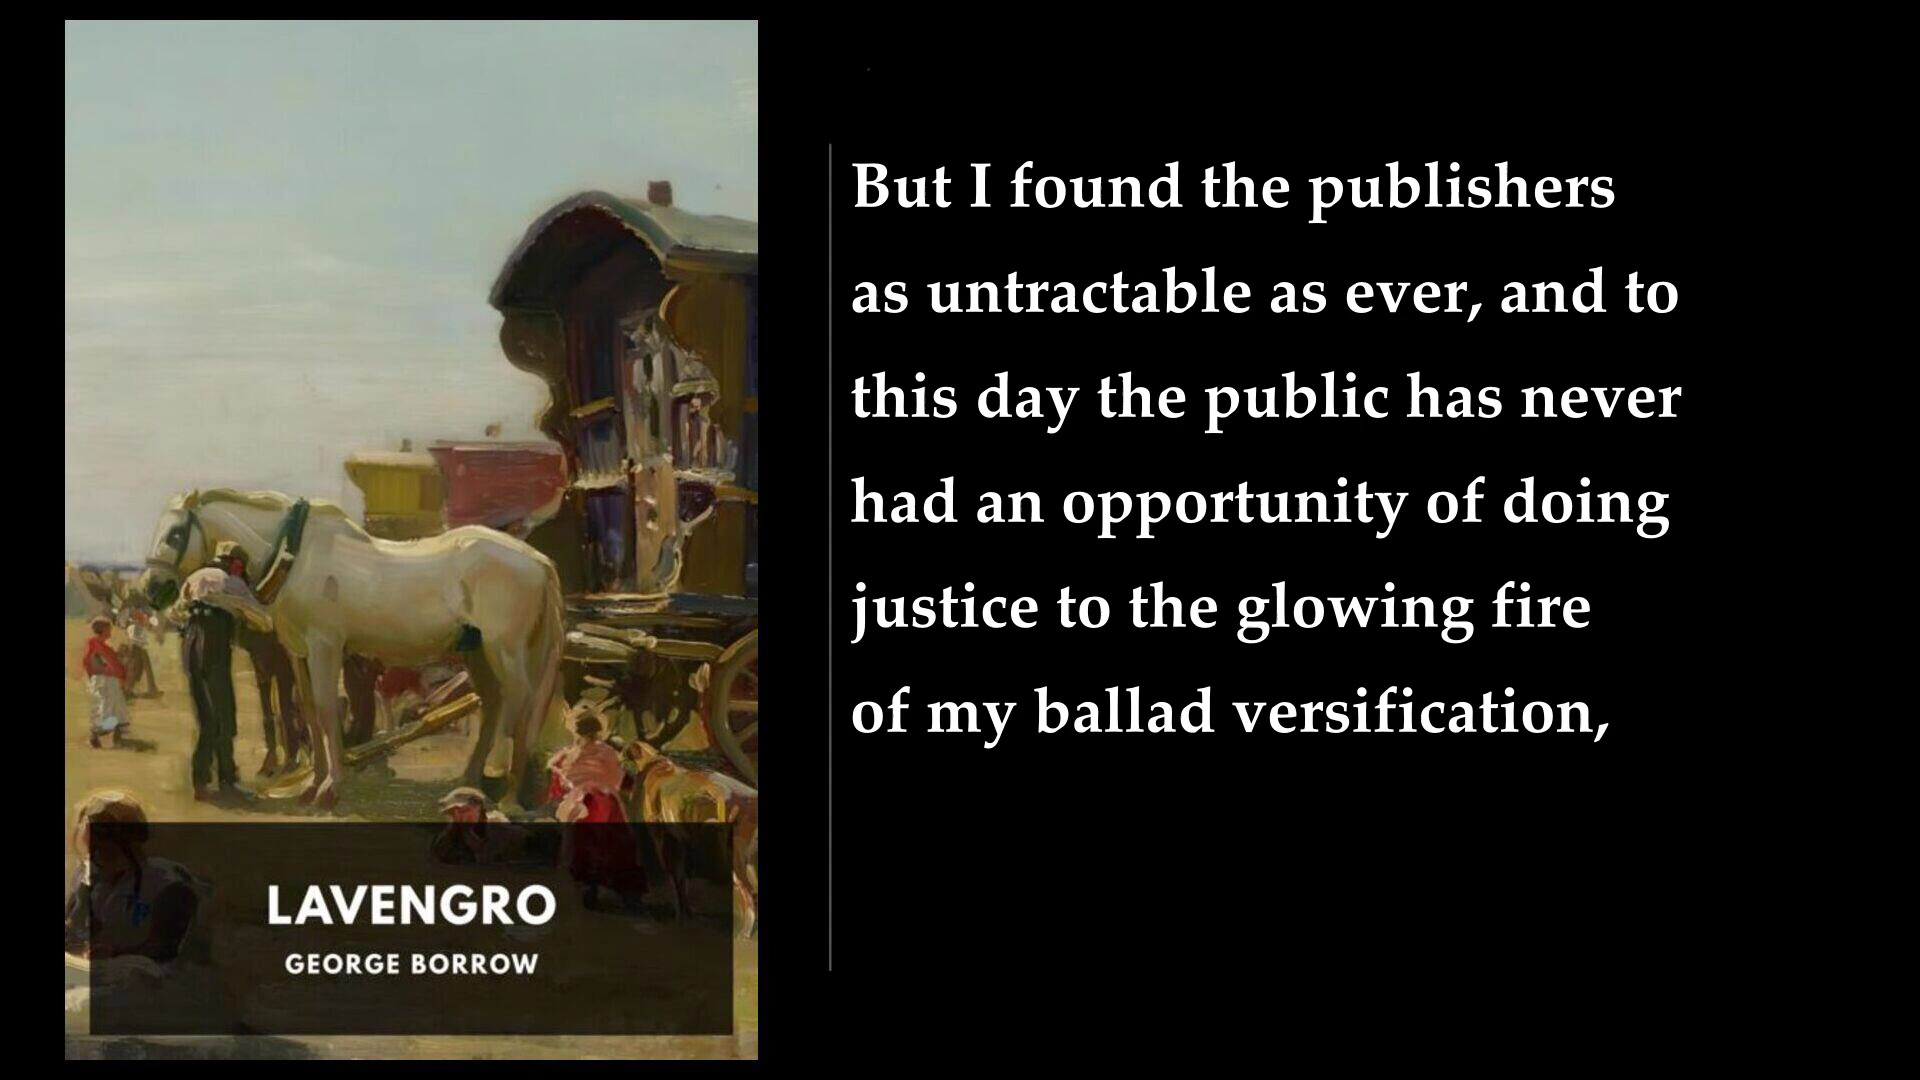 But I found the publishers
as untractable as ever, and to
this day the public has never
had an opportunity of doing
justice to the glowing fire
of my ballad versification,
LAVENGRO
GEORGE BORROW